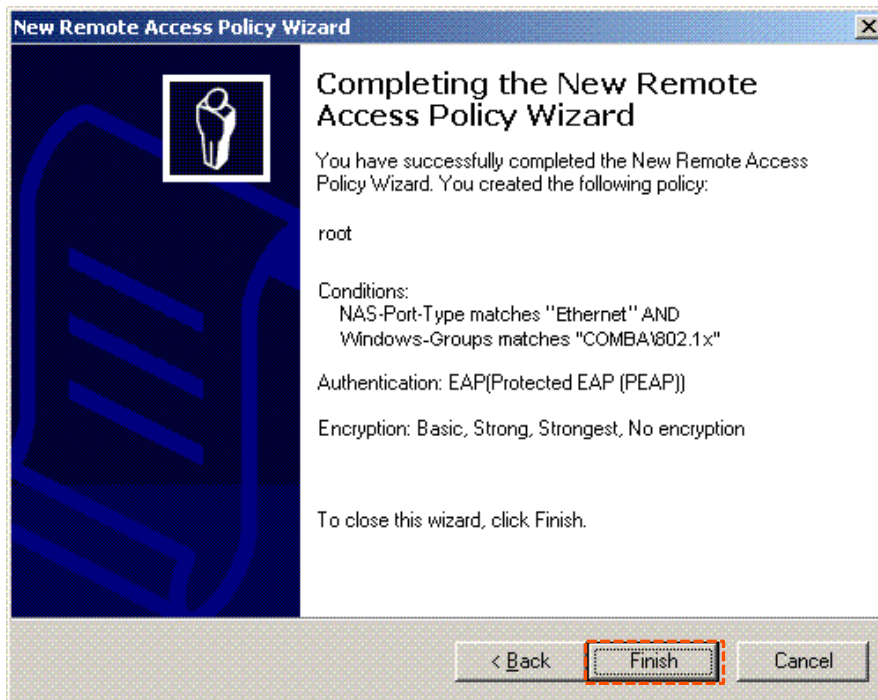 New Remote Access Policy Wizard
Completing the New Remote
Access Policy Wizard
You have successfully completed the New Remote Access
Policy Wizard. You created the following policy:
root
Conditions:
NAS-Port-Type matches "Ethernet" AND
Windows-Groups matches "COMBA\802.1x"
Authentication: EAP(Protected EAP (PEAP))
Encryption: Basic, Strong, Strongest, No encryption
To close this wizard, click Finish.
< Back Finish Cancel